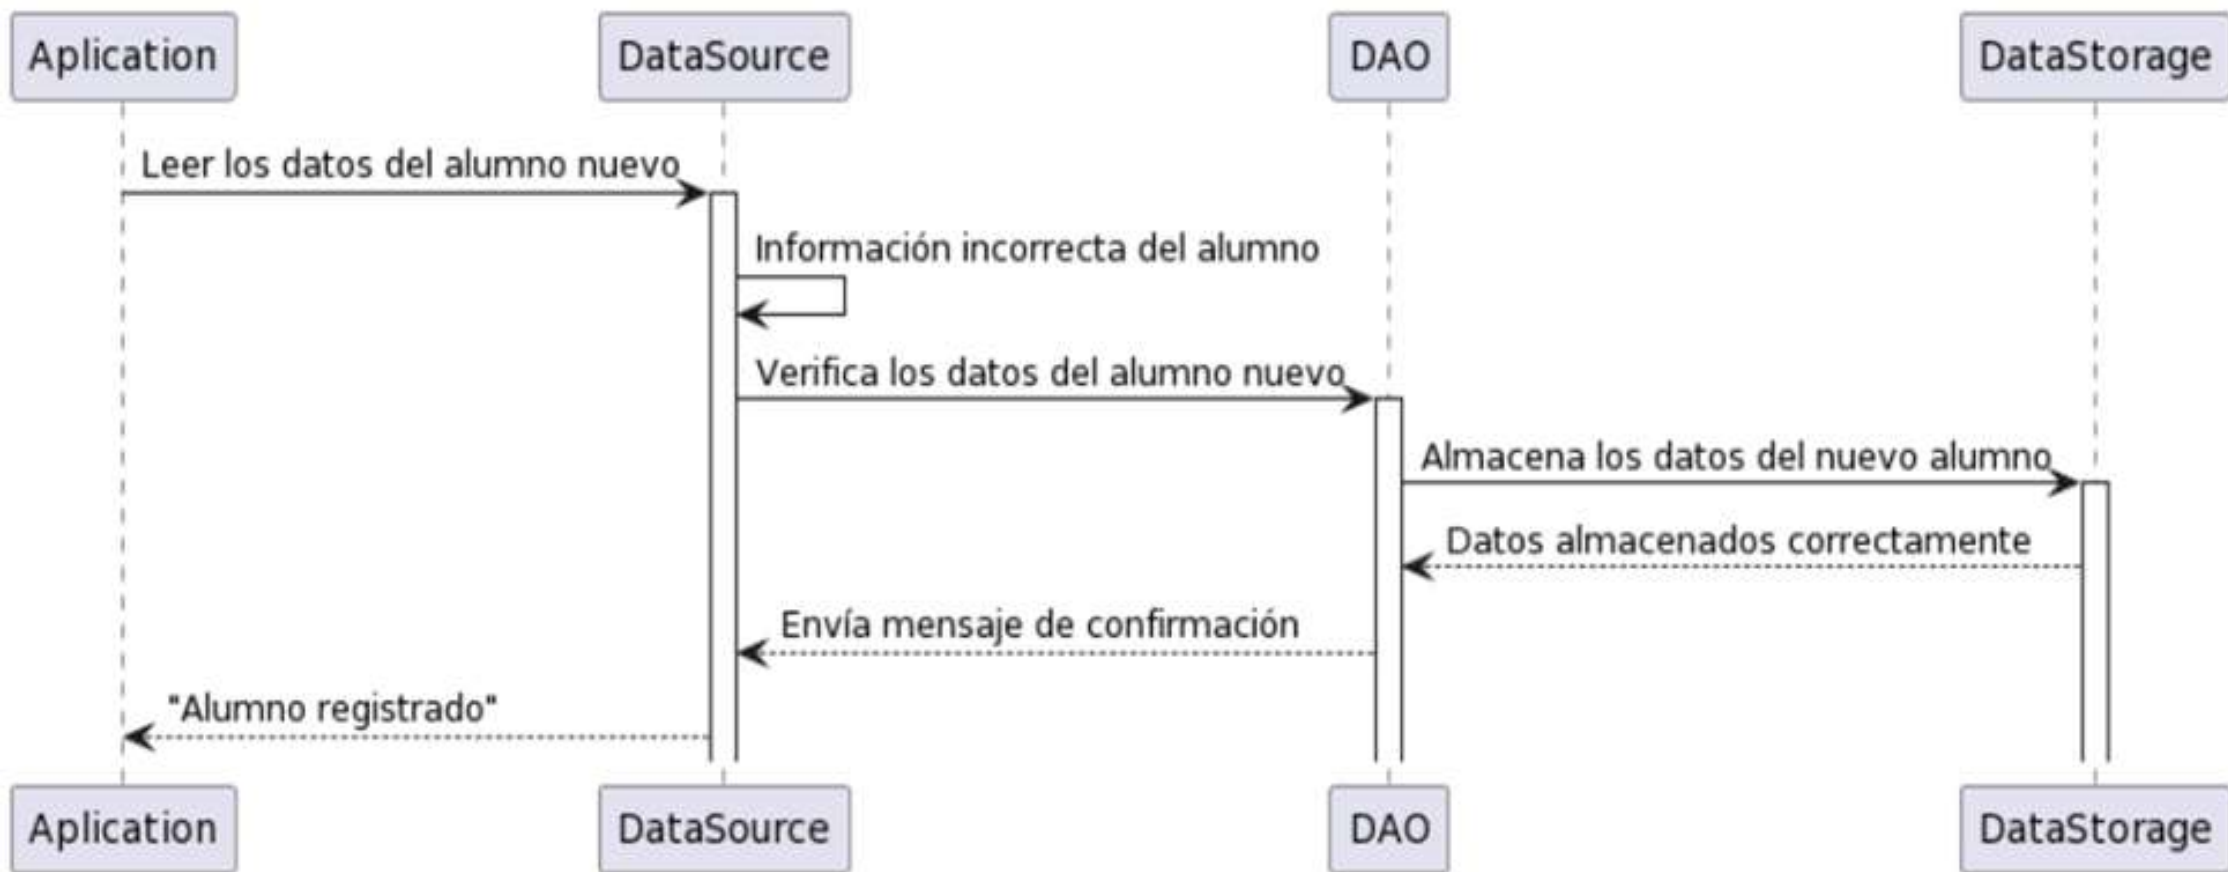 Aplication
DataSource
DAO
DataStorage
Leer los datos del alumno nuevo
Información incorrecta del alumno
Verifica los datos del alumno nuevo
Almacena los datos del nuevo alumno
Datos almacenados correctamente
Envía mensaje de confirmación
"Alumno registrado"
Aplication
DataSource
DAO
DataStorage